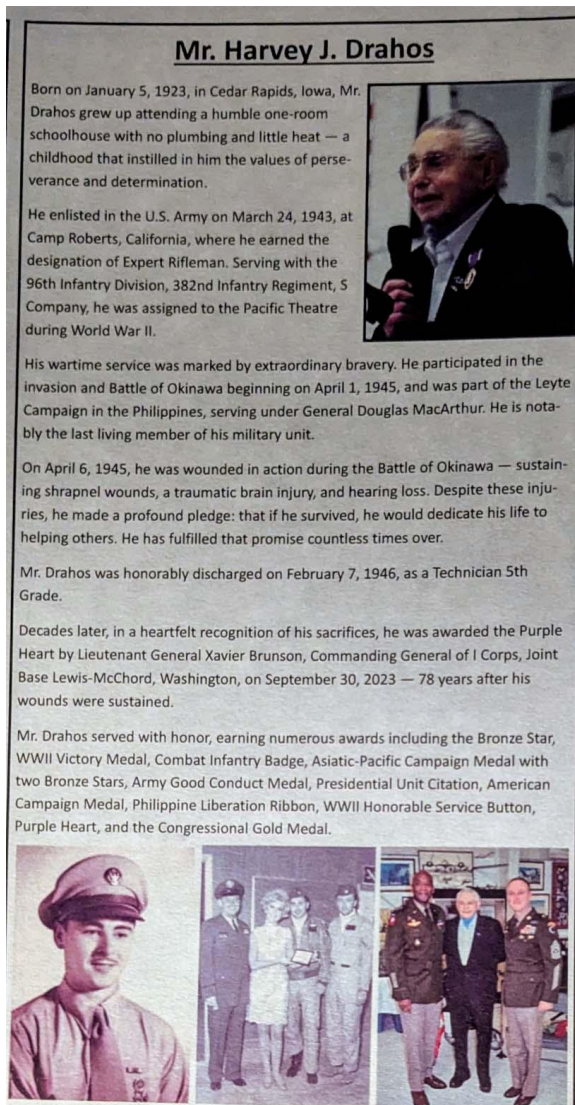 Mr. Harvey J. Drahos
Born on January 5, 1923, in Cedar Rapids, Iowa, Mr.
Drahos grew up attending a humble one-room
schoolhouse with no plumbing and little heat — a
childhood that instilled in him the values of perse-
verance and determination.
He enlisted in the U.S. Army on March 24, 1943, at
Camp Roberts, California, where he earned the
designation of Expert Rifleman. Serving with the
96th Infantry Division, 382nd Infantry Regiment, S
Company, he was assigned to the Pacific Theatre
during World War II.
His wartime service was marked by extraordinary bravery. He participated in the
invasion and Battle of Okinawa beginning on April 1, 1945, and was part of the Leyte
Campaign in the Philippines, serving under General Douglas MacArthur. He is nota-
bly the last living member of his military unit.
On April 6, 1945, he was wounded in action during the Battle of Okinawa — sustain-
ing shrapnel wounds, a traumatic brain injury, and hearing loss. Despite these inju-
ries, he made a profound pledge: that if he survived, he would dedicate his life to
helping others. He has fulfilled that promise countless times over.
Mr. Drahos was honorably discharged on February 7, 1946, as a Technician 5th
Grade.
Decades later, in a heartfelt recognition of his sacrifices, he was awarded the Purple
Heart by Lieutenant General Xavier Brunson, Commanding General of I Corps, Joint
Base Lewis-McChord, Washington, on September 30, 2023 — 78 years after his
wounds were sustained.
Mr. Drahos served with honor, earning numerous awards including the Bronze Star,
WWII Victory Medal, Combat Infantry Badge, Asiatic-Pacific Campaign Medal with
two Bronze Stars, Army Good Conduct Medal, Presidential Unit Citation, American
Campaign Medal, Philippine Liberation Ribbon, WWII Honorable Service Button,
Purple Heart, and the Congressional Gold Medal.